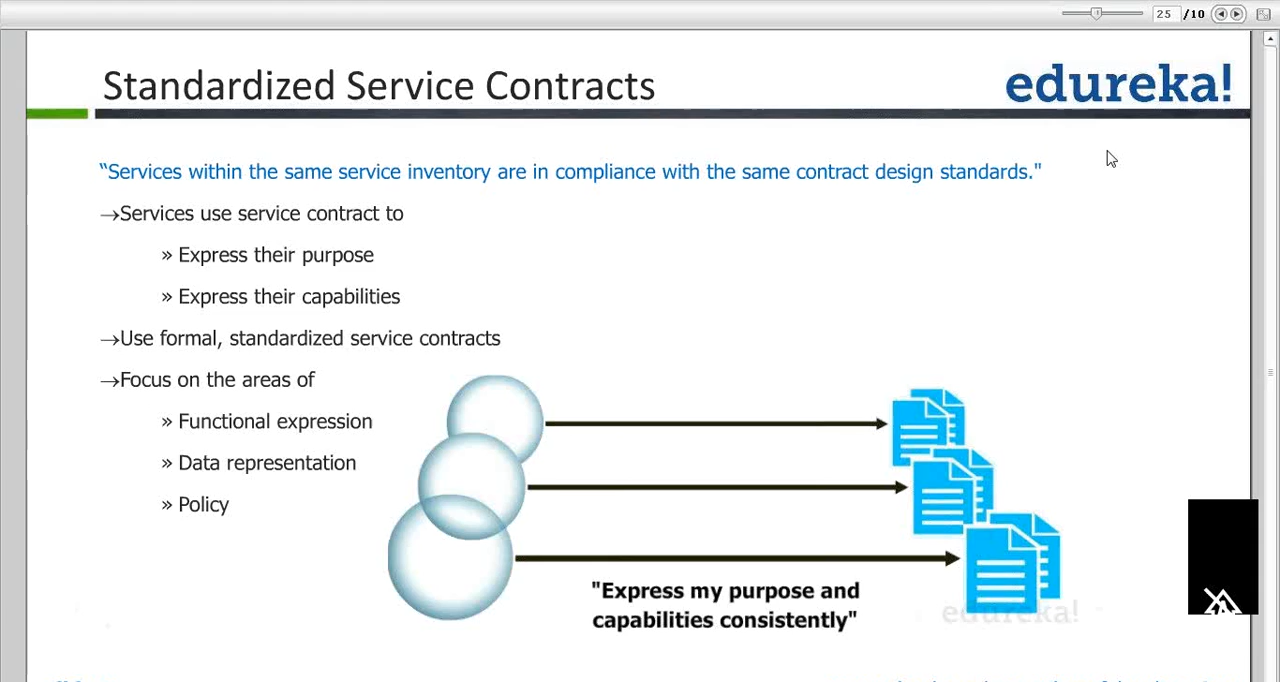 25 /10
Standardized Service Contracts
edureka!
“Services within the same service inventory are in compliance with the same contract design standards."
→Services use service contract to
» Express their purpose
» Express their capabilities
→Use formal, standardized service contracts
→Focus on the areas of
» Functional expression
» Data representation
» Policy
"Express my purpose and
capabilities consistently"
edureka!